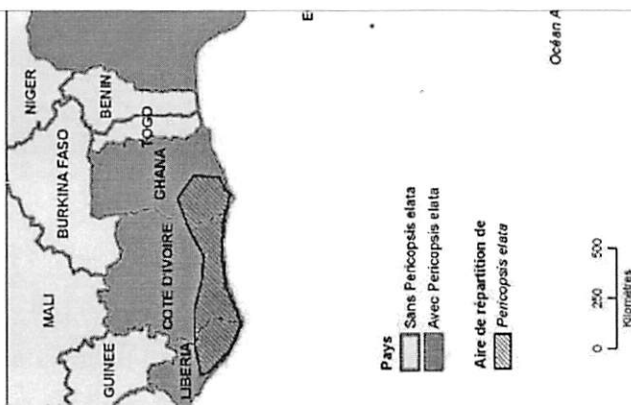 NIGER
BENIN
TOGO
BURKINA FASO
GHANA
MALI
COTE D'IVOIRE
GUINEE
LIBERIA
Océan A
Pays
Sans Pericopsis elata
Avec Pericopsis elata
Aire de répartition de
Pericopsis elata
0 250 500
Kilomètres